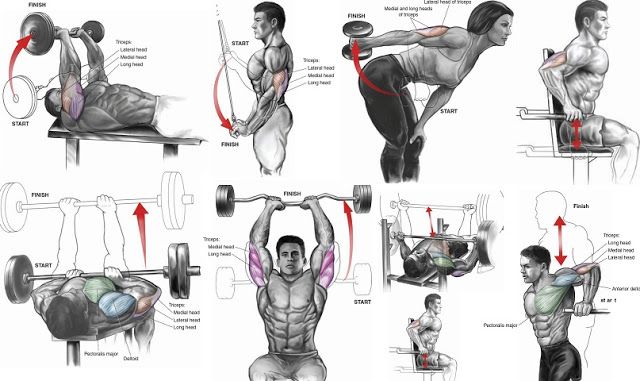 FINISH
Triceps:
Lateral head
Medial head
Long head
START
START
Triceps:
Lateral head
Medial head
Long head
FINISH
Lateral head of triceps
Medial and long heads
of triceps
FINISH
START
FINISH
START
Triceps:
Medial head
Lateral head
Long head
Pectoralis major
Deltoid
FINISH
Triceps:
Medial head
Long head
START
Finish
Triceps:
Long head
Medial head
Lateral head
Anterior delt
st ar t
Pectoralis major